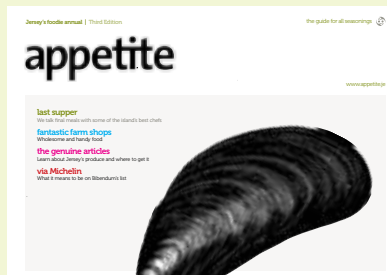 Jersey's foodie annual | Third Edition
the guide for all seasonings
appetite
www.appetite.je
last supper
We talk final meals with some of the island's best chefs
fantastic farm shops
Wholesome and handy food
the genuine articles
Learn about Jersey's produce and where to get it
via Michelin
What it means to be on Bibendum's list